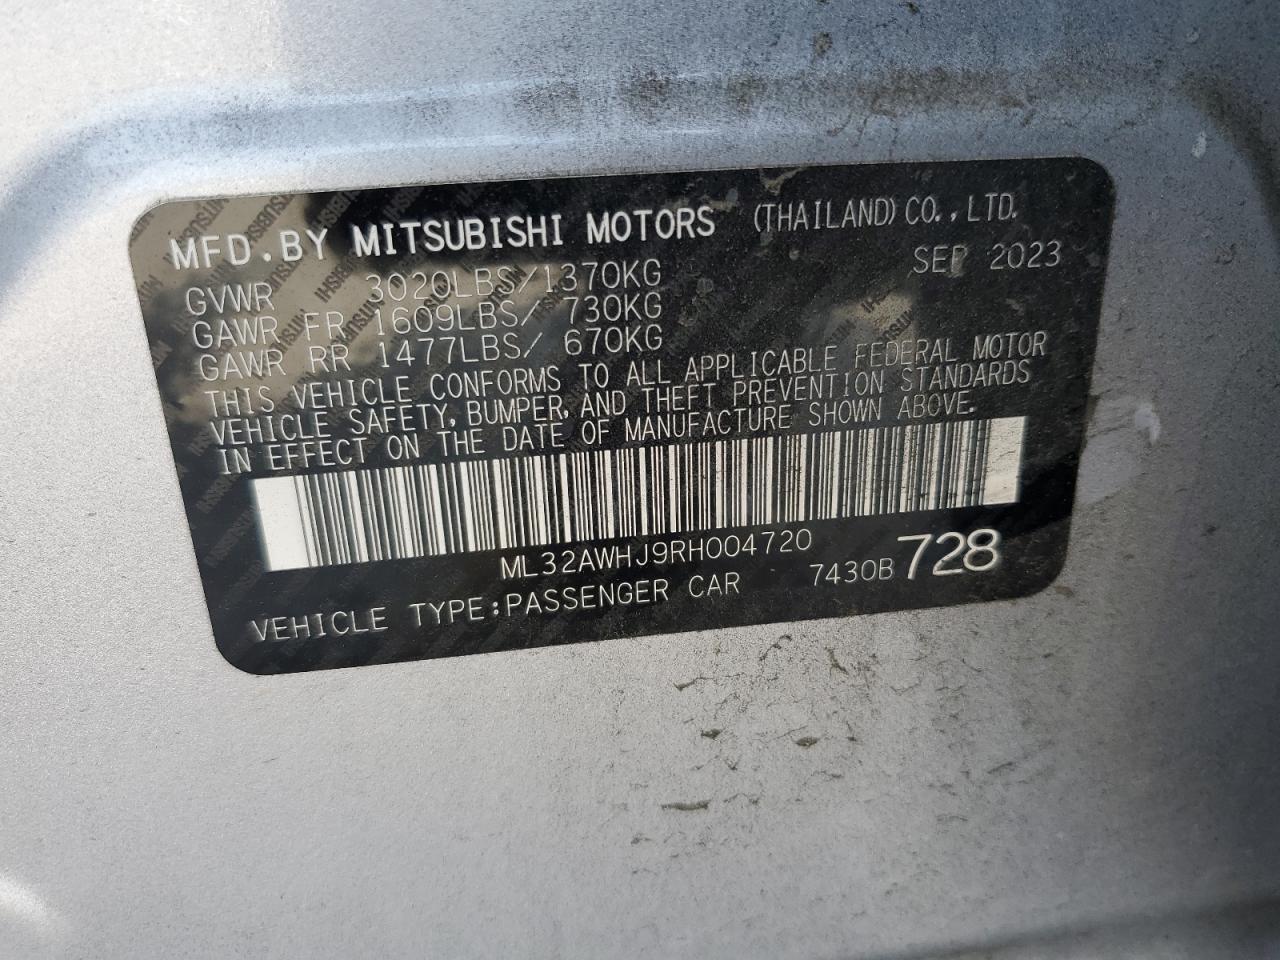 MFD.BY MITSUBISHI MOTORS (THAILAND) CO.,LTD.
SEP 2023
GVWR 3020LBS/1370KG
GAWR FR 1609LBS/ 730KG
GAWR RR 1477LBS/ 670KG
THIS VEHICLE CONFORMS TO ALL APPLICABLE FEDERAL MOTOR
VEHICLE SAFETY, BUMPER, AND THEFT PREVENTION STANDARDS
IN EFFECT ON THE DATE OF MANUFACTURE SHOWN ABOVE.
ML32AWHJ9RH004720
VEHICLE TYPE:PASSENGER CAR 7430B 728